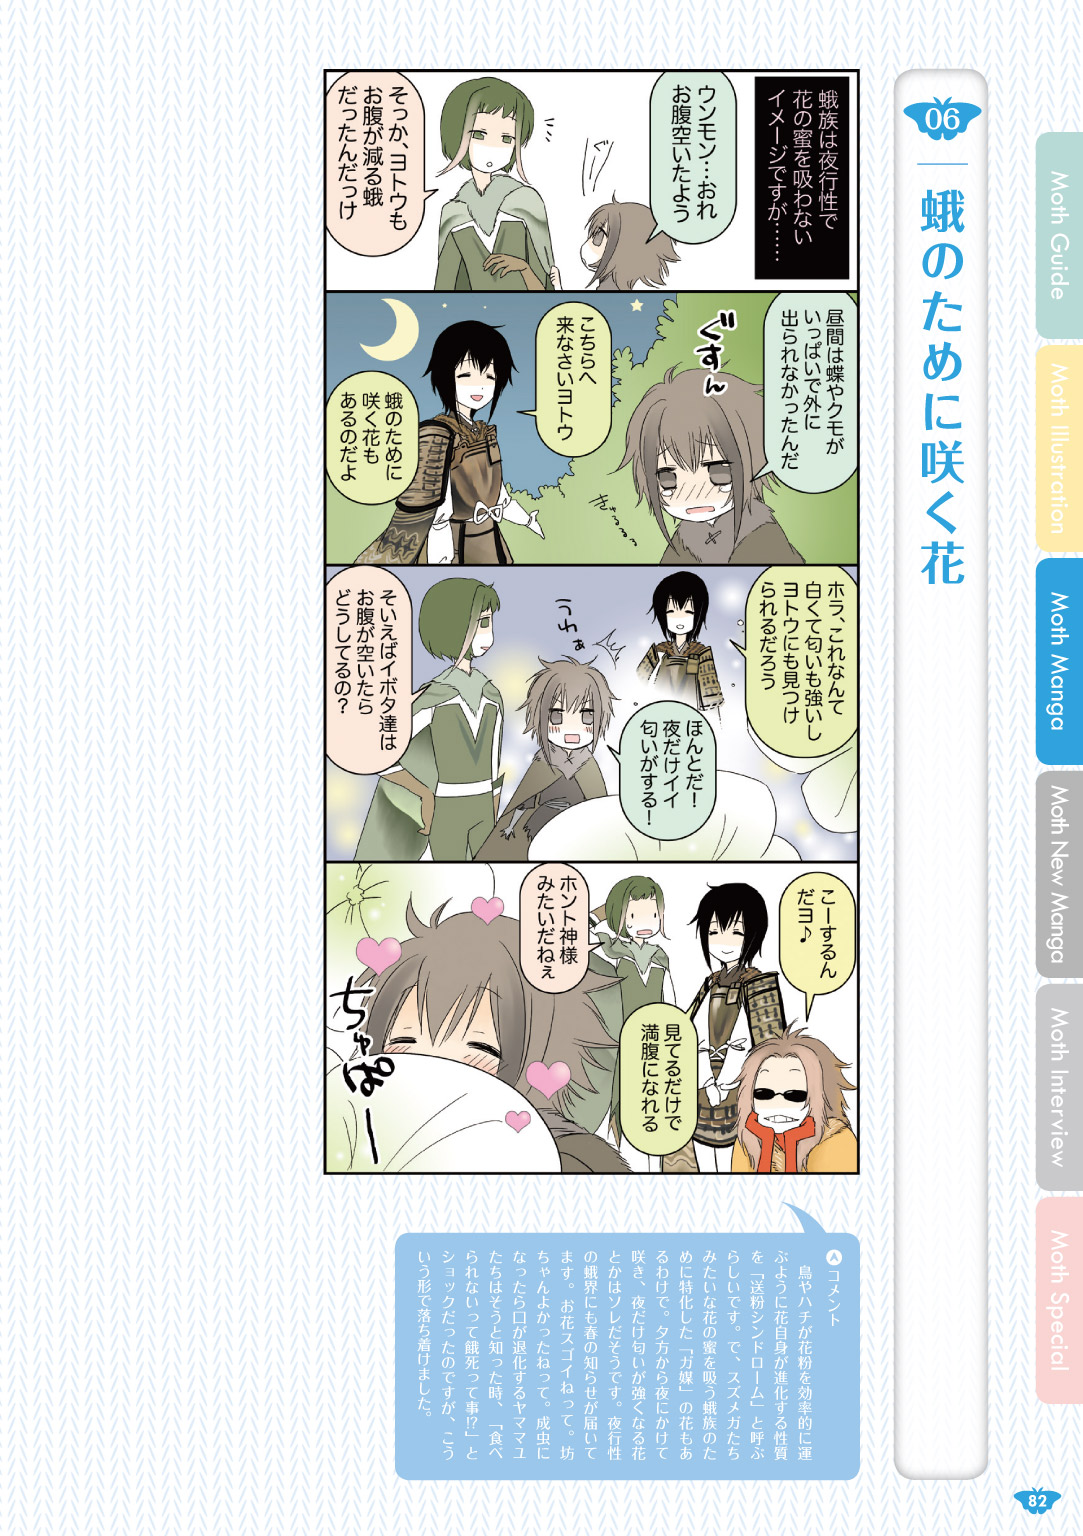 06
蛾のために咲く花
蛾族は夜行性で
花の蜜を吸わない
イメージですが……
ウンモン…おれ
お腹空いたよう
そっか、ヨトウも
お腹が減る蛾
だったんだっけ
昼間は蝶やクモが
いっぱいで外に
出られなかったんだ
ぐすん
きゅるるる
こちらへ
来なさいヨトウ
蛾のために
咲く花も
あるのだよ
ホラ、これなんて
白くて匂いも強いし
ヨトウにも見つけ
られるだろう
ほんとだ！
夜だけイイ
匂いがする！
うわぁ
そいえばイボタ達は
お腹が空いたら
どうしてるの？
こーするん
だヨ♪
見てるだけで
満腹になれる
ホント神様
みたいだねぇ
ちゅぱー
Aコメント
鳥やハチが花粉を効率的に運
ぶように花自身が進化する性質
を「送粉シンドローム」と呼ぶ
らしいです。で、スズメガたち
みたいな花の蜜を吸う蛾族のた
めに特化した「ガ媒」の花もあ
るわけで。夕方から夜にかけて
咲き、夜だけ匂いが強くなる花
とかはソレだそうです。夜行性
の蛾界にも春の知らせが届いて
ます。お花スゴイねって。坊
ちゃんよかったねって。成虫に
なったら口が退化するヤママユ
たちはそうと知った時、「食べ
られないって餓死って事!?」と
ショックだったのですが、こう
いう形で落ち着けました。
Moth Guide
Moth Illustration
Moth Manga
Moth New Manga
Moth Interview
Moth Special
82